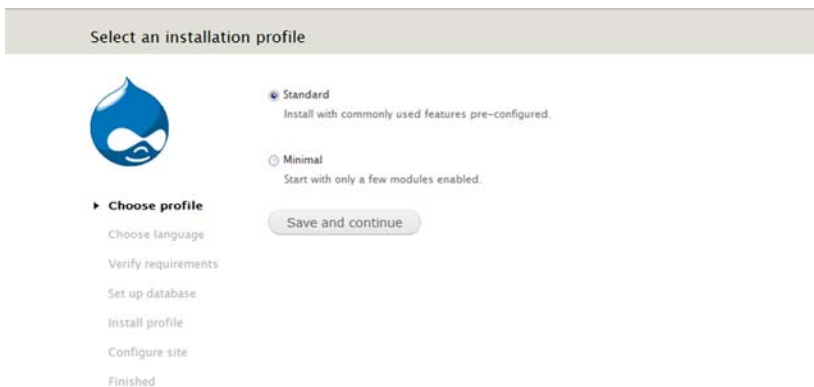 Select an installation profile
Standard
Install with commonly used features pre-configured.
Minimal
Start with only a few modules enabled.
Save and continue
Choose profile
Choose language
Verify requirements
Set up database
Install profile
Configure site
Finished